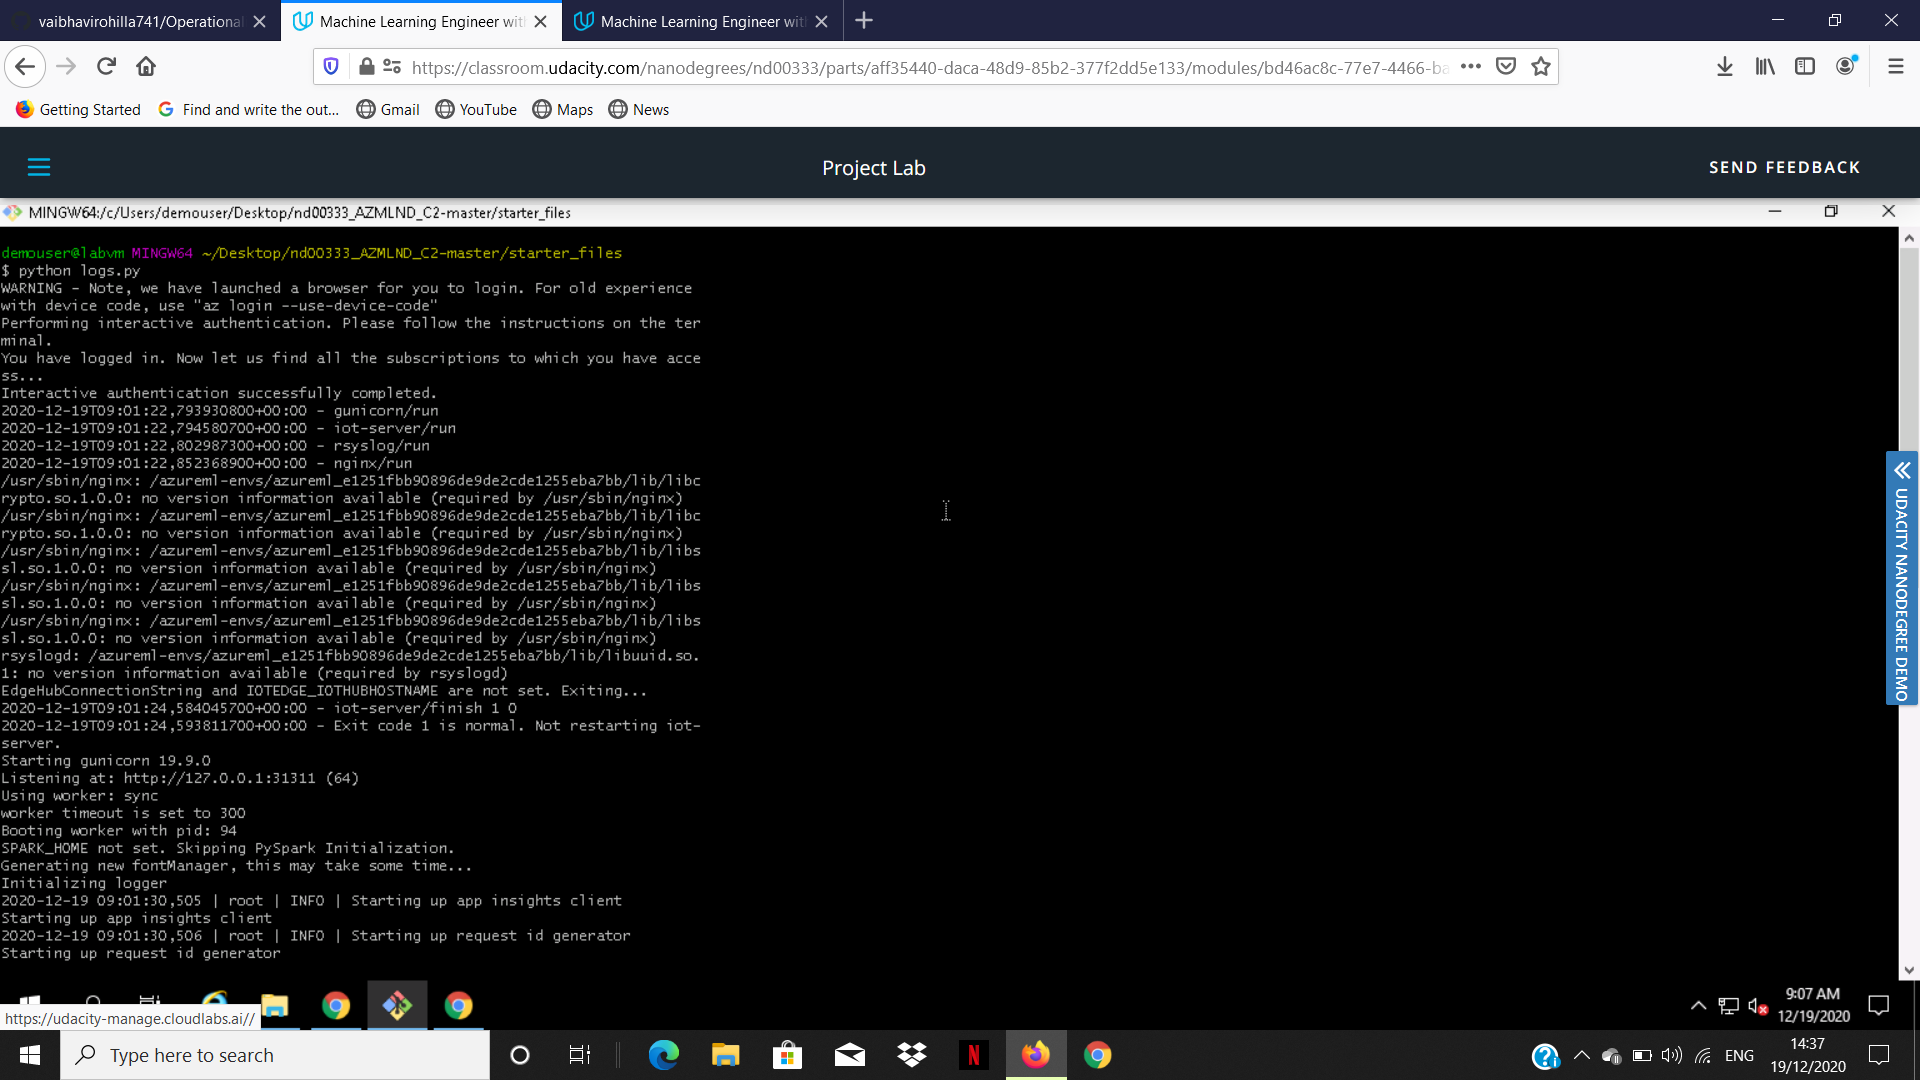 vaibhavirohilla741/Operational
Machine Learning Engineer wit
Machine Learning Engineer wit
https://classroom.udacity.com/nanodegrees/nd00333/parts/aff35440-daca-48d9-85b2-377f2dd5e133/modules/bd46ac8c-77e7-4466-ba
Getting Started
Find and write the out...
Gmail
YouTube
Maps
News
Project Lab
SEND FEEDBACK
MINGW64:/c/Users/demouser/Desktop/nd00333_AZMLND_C2-master/starter_files
demouser@labvm MINGW64 ~/Desktop/nd00333_AZMLND_C2-master/starter_files
$ python logs.py
WARNING - Note, we have launched a browser for you to login. For old experience
with device code, use "az login --use-device-code"
Performing interactive authentication. Please follow the instructions on the ter
minal.
You have logged in. Now let us find all the subscriptions to which you have acce
ss...
Interactive authentication successfully completed.
2020-12-19T09:01:22,793930800+00:00 - gunicorn/run
2020-12-19T09:01:22,794580700+00:00 - iot-server/run
2020-12-19T09:01:22,802987300+00:00 - rsyslog/run
2020-12-19T09:01:22,852368900+00:00 - nginx/run
/usr/sbin/nginx: /azureml-envs/azureml_e1251fbb90896de9de2cde1255eba7bb/lib/libc
rypto.so.1.0.0: no version information available (required by /usr/sbin/nginx)
/usr/sbin/nginx: /azureml-envs/azureml_e1251fbb90896de9de2cde1255eba7bb/lib/libc
rypto.so.1.0.0: no version information available (required by /usr/sbin/nginx)
/usr/sbin/nginx: /azureml-envs/azureml_e1251fbb90896de9de2cde1255eba7bb/lib/libs
sl.so.1.0.0: no version information available (required by /usr/sbin/nginx)
/usr/sbin/nginx: /azureml-envs/azureml_e1251fbb90896de9de2cde1255eba7bb/lib/libs
sl.so.1.0.0: no version information available (required by /usr/sbin/nginx)
/usr/sbin/nginx: /azureml-envs/azureml_e1251fbb90896de9de2cde1255eba7bb/lib/libs
sl.so.1.0.0: no version information available (required by /usr/sbin/nginx)
rsyslogd: /azureml-envs/azureml_e1251fbb90896de9de2cde1255eba7bb/lib/libuuid.so.
1: no version information available (required by rsyslogd)
EdgeHubConnectionString and IOTEDGE_IOTHUBHOSTNAME are not set. Exiting...
2020-12-19T09:01:24,584045700+00:00 - iot-server/finish 1 0
2020-12-19T09:01:24,593811700+00:00 - Exit code 1 is normal. Not restarting iot-
server.
Starting gunicorn 19.9.0
Listening at: http://127.0.0.1:31311 (64)
Using worker: sync
worker timeout is set to 300
Booting worker with pid: 94
SPARK_HOME not set. Skipping PySpark Initialization.
Generating new fontManager, this may take some time...
Initializing logger
2020-12-19 09:01:30,505 | root | INFO | Starting up app insights client
Starting up app insights client
2020-12-19 09:01:30,506 | root | INFO | Starting up request id generator
Starting up request id generator
UDACITY NANODEGREE DEMO
9:07 AM
12/19/2020
https://udacity-manage.cloudlabs.ai//
Type here to search
ENG
14:37
19/12/2020